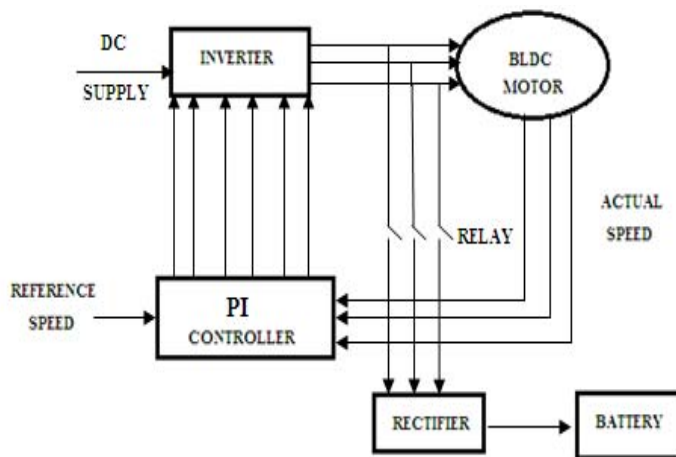 DC
SUPPLY
INVERTER
BLDC
MOTOR
ACTUAL
SPEED
RELAY
REFERENCE
SPEED
PI
CONTROLLER
RECTIFIER
BATTERY